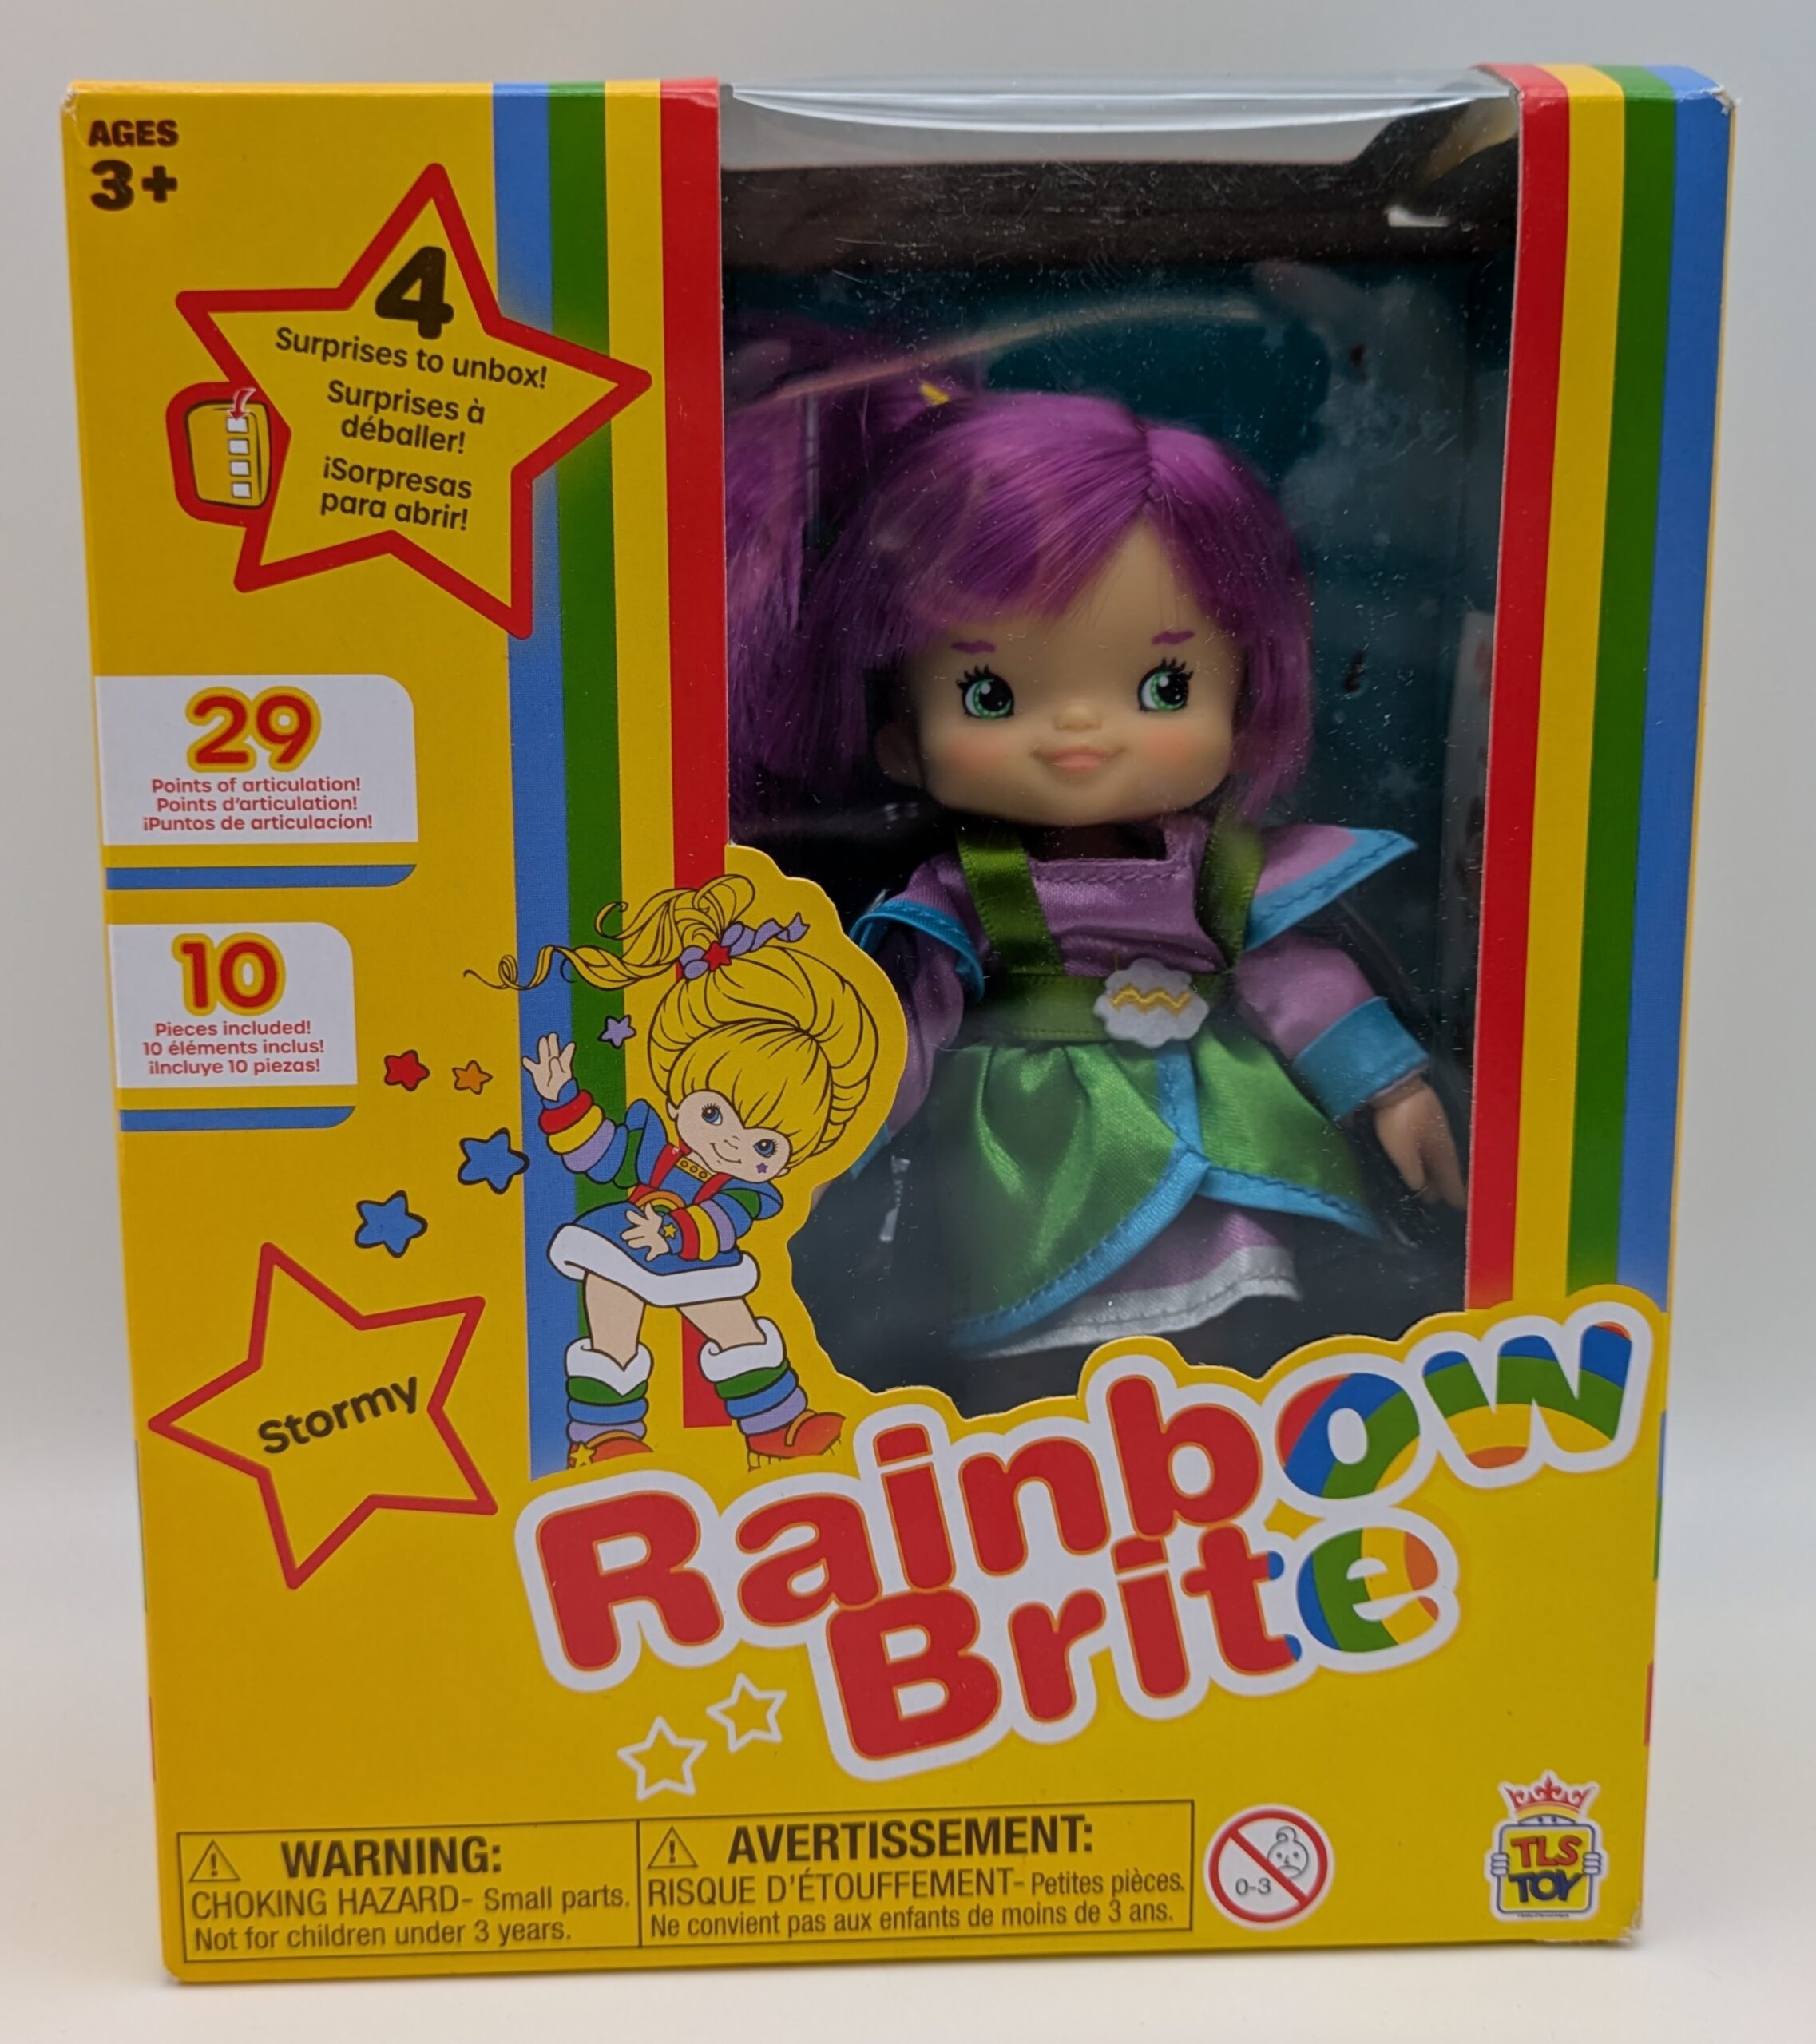 AGES
3+
4
Surprises to unbox!
Surprises à
déballer!
¡Sorpresas
para abrir!
29
Points of articulation!
Points d'articulation!
¡Puntos de articulacíon!
10
Pieces included!
10 éléments inclus!
¡Incluye 10 piezas!
Stormy
Rainbow
Brite
WARNING:
CHOKING HAZARD- Small parts.
Not for children under 3 years.
AVERTISSEMENT:
RISQUE D'ÉTOUFFEMENT- Petites pièces.
Ne convient pas aux enfants de moins de 3 ans.
0-3
TLS
TOY